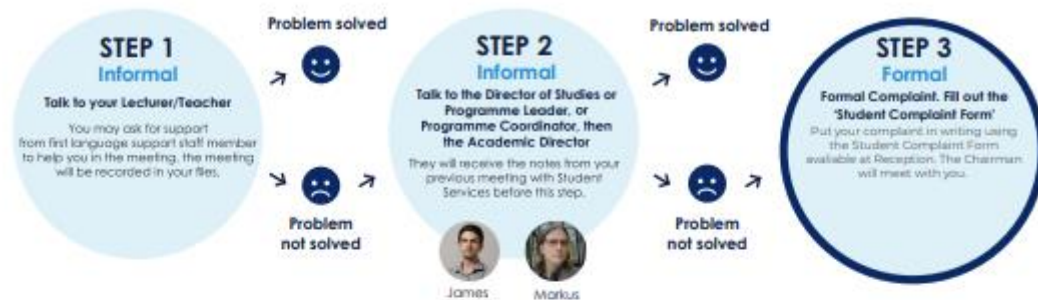 STEP 1
Informal
Talk to your Lecturer/Teacher
You may ask for support
from first language support staff member
to help you in the meeting, the meeting
will be recorded in your files.
Problem solved
Problem
not solved
STEP 2
Informal
Talk to the Director of Studies or
Programme Leader, or
Programme Coordinator, then
the Academic Director
They will receive the notes from your
previous meeting with Student
Services before this step.
James
Markus
Problem solved
Problem
not solved
STEP 3
Formal
Formal Complaint. Fill out the
'Student Complaint Form'
Put your complaint in writing using
the Student Complaint Form
available at Reception. The Chairman
will meet with you.